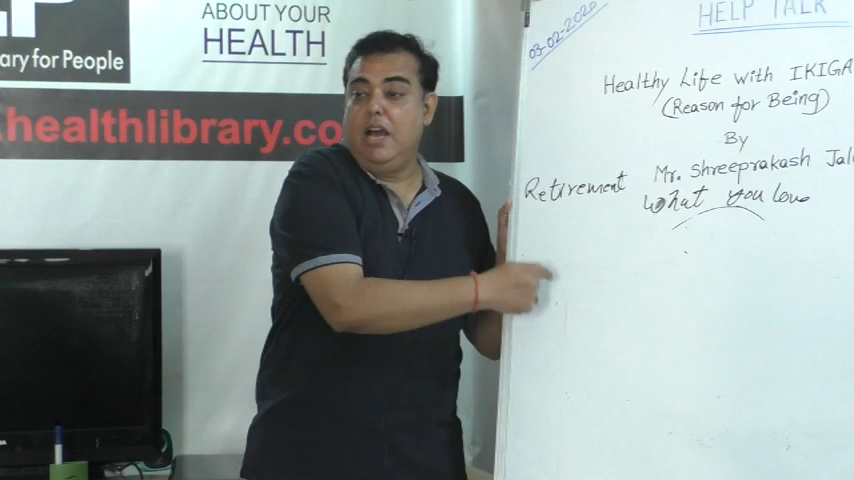 ABOUT YOUR
HEALTH
ary for People
.healthlibrary.co
03-02-2020
HELP TALK
Healthy Life with IKIGA
(Reason for Being)
By
Mr. Shreeprakash Jal
Retirement
What you love